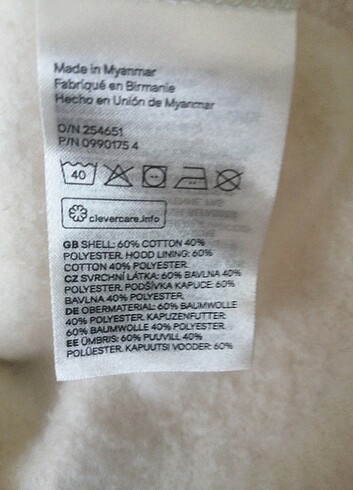 Made in Myanmar
Fabriqué en Birmanie
Hecho en Unión de Myanmar
O/N 254651
P/N 0990175 4
40
clevercare.info
GB SHELL: 60% COTTON 40%
POLYESTER. HOOD LINING: 60%
COTTON 40% POLYESTER.
CZ SVRCHNÍ LÁTKA: 60% BAVLNA 40%
POLYESTER. PODŠÍVKA KAPUCE: 60%
BAVLNA 40% POLYESTER.
DE OBERMATERIAL: 60% BAUMWOLLE
40% POLYESTER. KAPUZENFUTTER:
60% BAUMWOLLE 40% POLYESTER.
EE ÜMBRIS: 60% PUUVILL 40%
POLÜESTER. KAPUUTSI VOODER: 60%